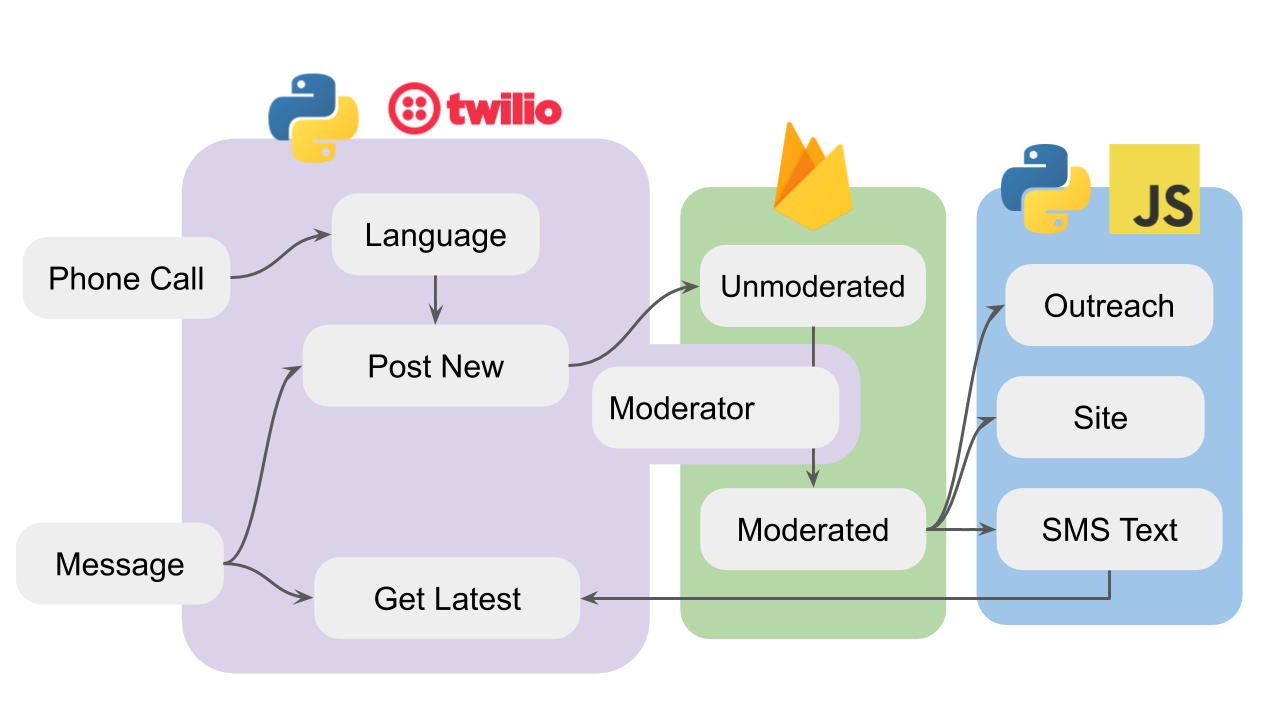 twilio
JS
Language
Phone Call
Unmoderated
Outreach
Post New
Moderator
Site
Message
Moderated
SMS Text
Get Latest